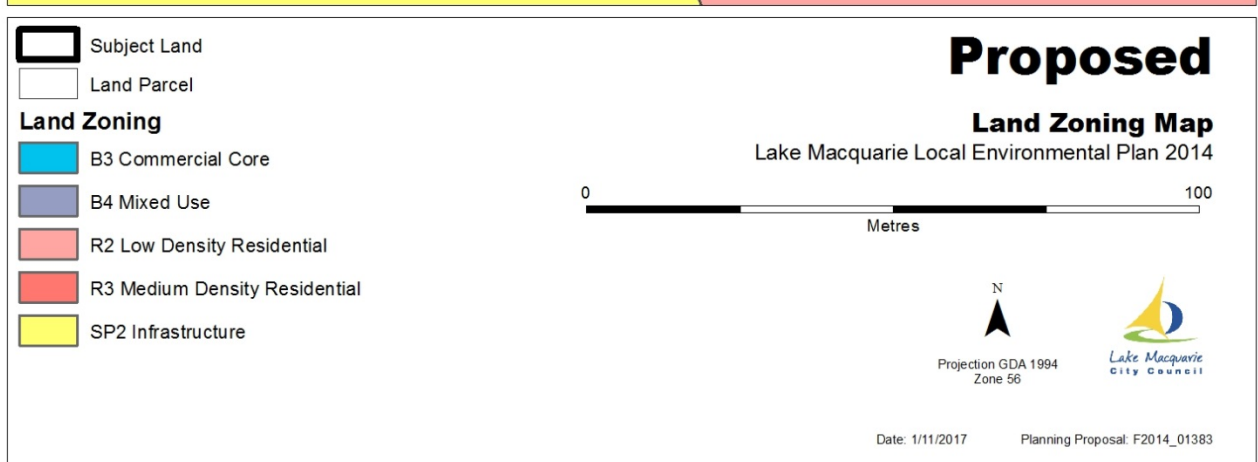 Subject Land
Land Parcel
Land Zoning
B3 Commercial Core
B4 Mixed Use
R2 Low Density Residential
R3 Medium Density Residential
SP2 Infrastructure
Proposed
Land Zoning Map
Lake Macquarie Local Environmental Plan 2014
0 100
Metres
N
Projection GDA 1994
Zone 56
Lake Macquarie
City Council
Date: 1/11/2017 Planning Proposal: F2014_01383